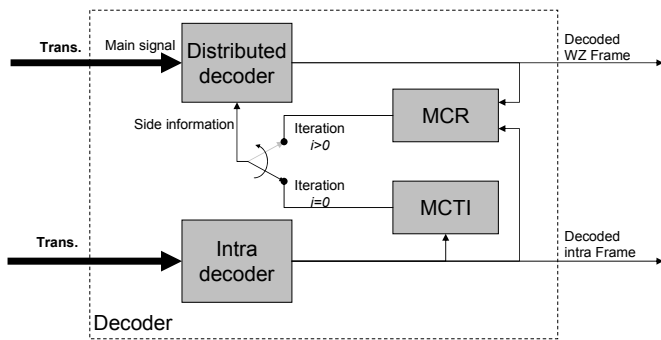 Trans.
Main signal
Distributed
decoder
Decoded
WZ Frame
Side information
Iteration
i>0
MCR
Iteration
i=0
MCTI
Trans.
Intra
decoder
Decoded
intra Frame
Decoder